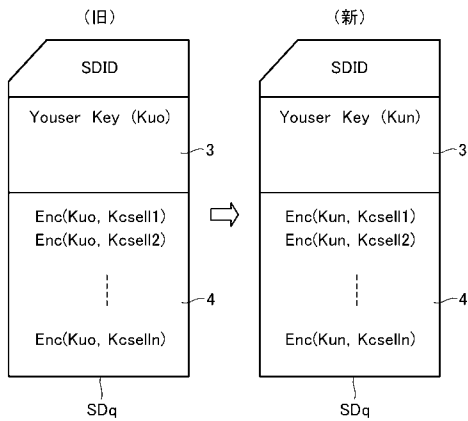 （旧）
SDID
Youser Key (Kuo)
3
Enc(Kuo, Kcsell1)
Enc(Kuo, Kcsell2)
4
Enc(Kuo, Kcselln)
SDq
（新）
SDID
Youser Key (Kun)
3
Enc(Kun, Kcsell1)
Enc(Kun, Kcsell2)
4
Enc(Kun, Kcselln)
SDq